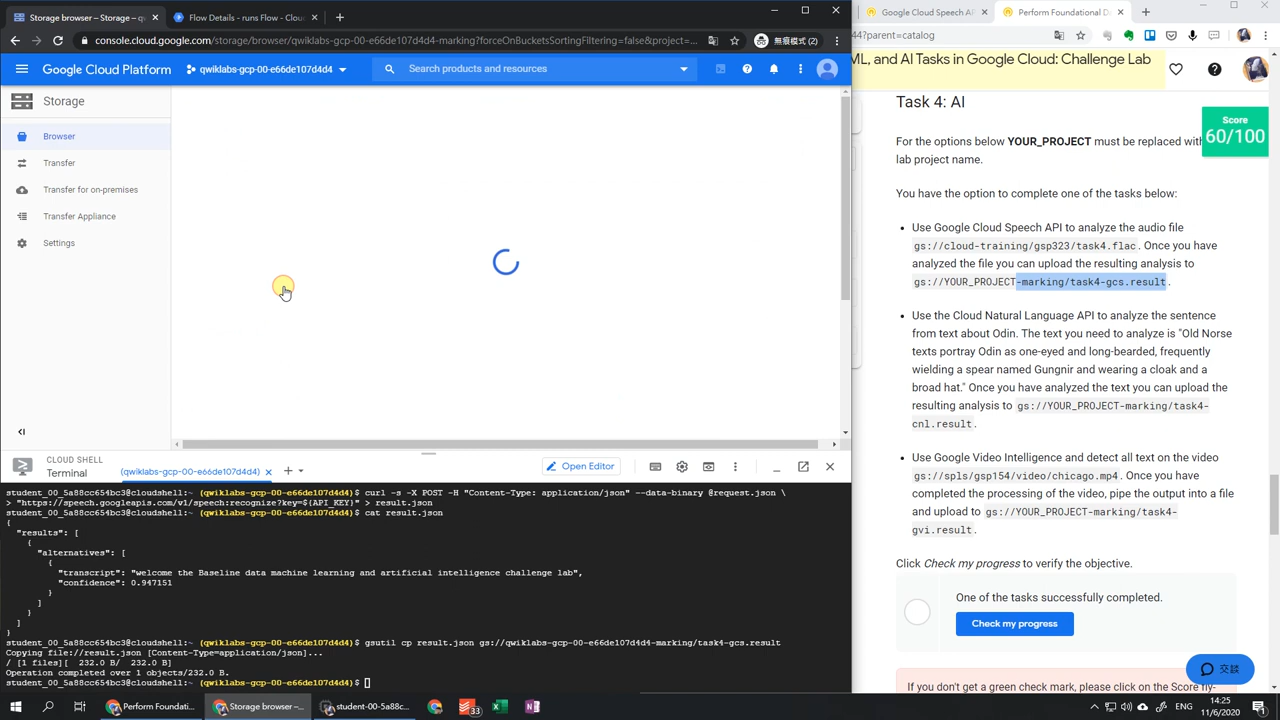 Storage browser - Storage –
Flow Details - runs Flow - Clou
console.cloud.google.com/storage/browser/qwiklabs-gcp-00-e66de107d4d4-marking?forceOnBucketsSortingFiltering=false&project=...
無痕模式 (2)
Google Cloud Platform
qwiklabs-gcp-00-e66de107d4d4
Search products and resources
Storage
Browser
Transfer
Transfer for on-premises
Transfer Appliance
Settings
CLOUD SHELL
Terminal
(qwiklabs-gcp-00-e66de107d4d4)
Open Editor
student_00_5a88cc654bc3@cloudshell:~ (qwiklabs-gcp-00-e66de107d4d4)$ curl -s -X POST -H "Content-Type: application/json" --data-binary @request.json \
> "https://speech.googleapis.com/v1/speech:recognize?key=${API_KEY}" > result.json
student_00_5a88cc654bc3@cloudshell:~ (qwiklabs-gcp-00-e66de107d4d4)$ cat result.json
{
"results": [
{
"alternatives": [
{
"transcript": "welcome the Baseline data machine learning and artificial intelligence challenge lab",
"confidence": 0.947151
}
]
}
]
}
student_00_5a88cc654bc3@cloudshell:~ (qwiklabs-gcp-00-e66de107d4d4)$ gsutil cp result.json gs://qwiklabs-gcp-00-e66de107d4d4-marking/task4-gcs.result
Copying file://result.json [Content-Type=application/json]...
/ [1 files][  232.0 B/  232.0 B]
Operation completed over 1 objects/232.0 B.
student_00_5a88cc654bc3@cloudshell:~ (qwiklabs-gcp-00-e66de107d4d4)$
Google Cloud Speech AP
Perform Foundational D
44?parent=catalog
ML, and AI Tasks in Google Cloud: Challenge Lab
Score
60/100
Task 4: AI
For the options below YOUR_PROJECT must be replaced with
lab project name.
You have the option to complete one of the tasks below:
• Use Google Cloud Speech API to analyze the audio file
gs://cloud-training/gsp323/task4.flac. Once you have
analyzed the file you can upload the resulting analysis to
gs://YOUR_PROJECT-marking/task4-gcs.result.
• Use the Cloud Natural Language API to analyze the sentence
from text about Odin. The text you need to analyze is "Old Norse
texts portray Odin as one-eyed and long-bearded, frequently
wielding a spear named Gungnir and wearing a cloak and a
broad hat." Once you have analyzed the text you can upload the
resulting analysis to gs://YOUR_PROJECT-marking/task4-
cnl.result.
• Use Google Video Intelligence and detect all text on the video
gs://spls/gsp154/video/chicago.mp4. Once you have
completed the processing of the video, pipe the output into a file
and upload to gs://YOUR_PROJECT-marking/task4-
gvi.result.
Click Check my progress to verify the objective.
One of the tasks successfully completed.
Check my progress
If you don't get a green check mark, please click on the Score fly-
交談
Perform Foundati...
Storage browser –...
student-00-5a88c...
33
ENG
14:25
11/6/2020